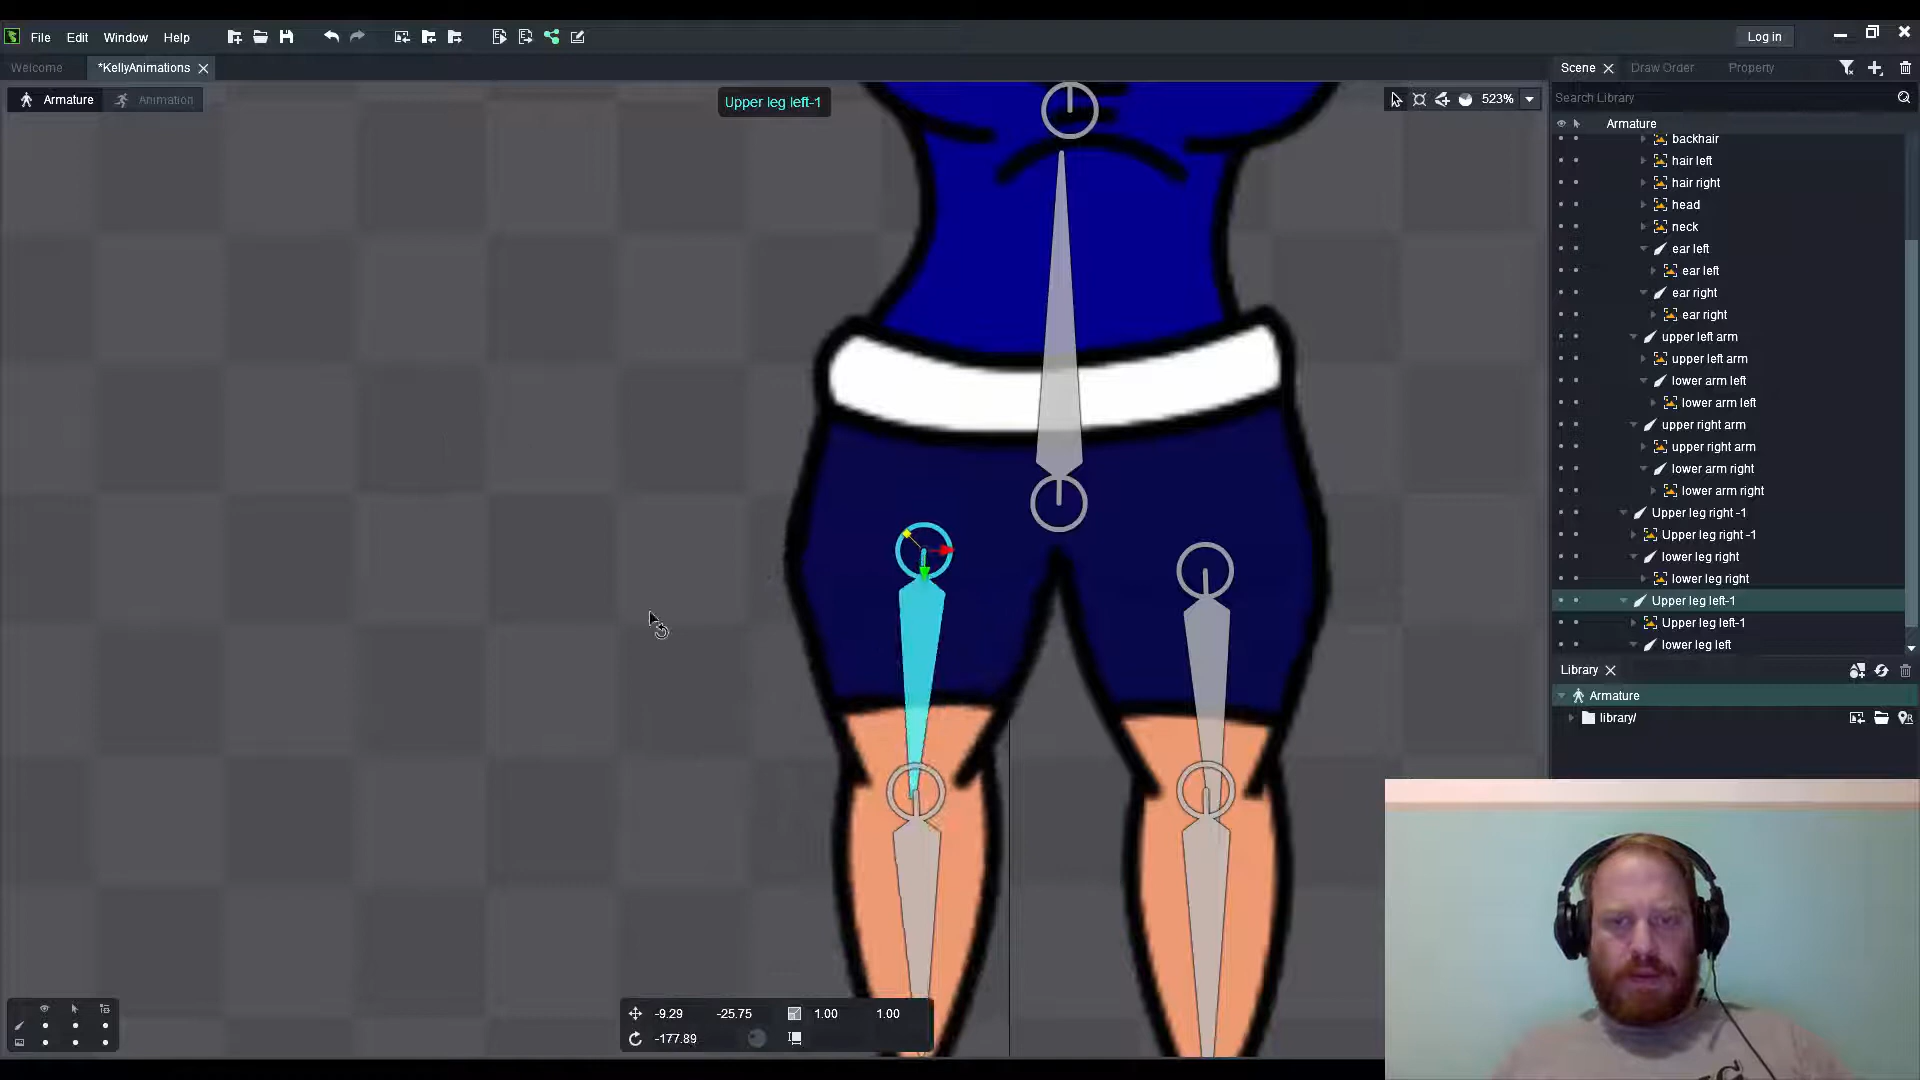 File Edit Window Help
Log in
Welcome *KellyAnimations
Scene Draw Order Property
Armature Animation
Upper leg left-1
523%
Search Library
Armature
backhair
hair left
hair right
head
neck
ear left
ear left
ear right
ear right
upper left arm
upper left arm
lower arm left
lower arm left
upper right arm
upper right arm
lower arm right
lower arm right
Upper leg right -1
Upper leg right -1
lower leg right
lower leg right
Upper leg left-1
Upper leg left-1
lower leg left
Library
Armature
library/
-9.29 -25.75 1.00 1.00
-177.89